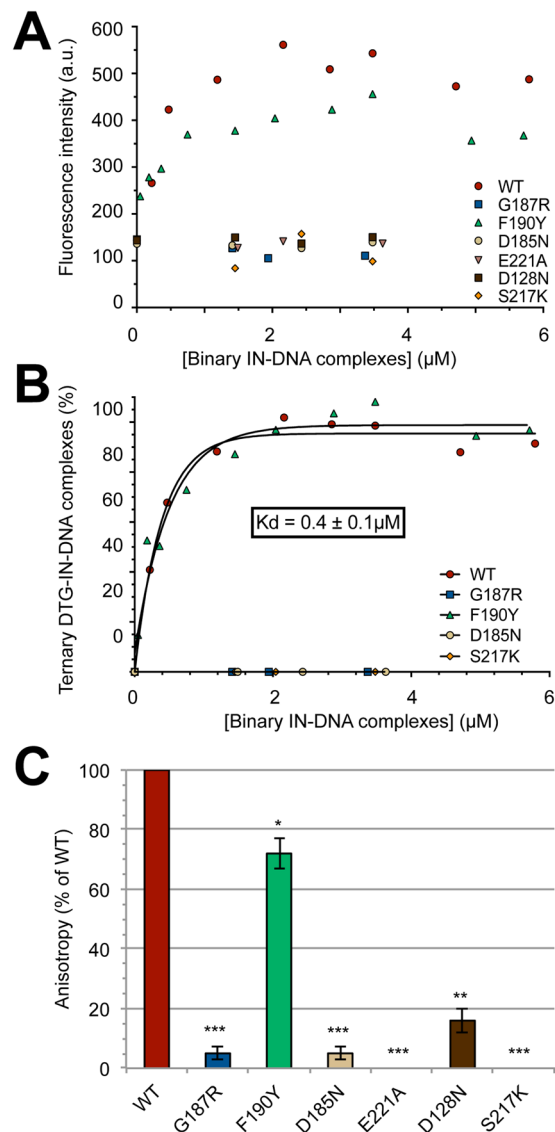 A
Fluorescence intensity (a.u.)
600
500
400
300
200
100
0
WT
G187R
F190Y
D185N
E221A
D128N
S217K
0
2
4
6
[Binary IN-DNA complexes] (µM)
B
Ternary DTG-IN-DNA complexes (%)
100
80
60
40
20
0
Kd = 0.4 ± 0.1µM
WT
G187R
F190Y
D185N
S217K
0
2
4
6
[Binary IN-DNA complexes] (µM)
C
Anisotropy (% of WT)
100
80
60
40
20
0
***
*
***
***
**
***
WT
G187R
F190Y
D185N
E221A
D128N
S217K